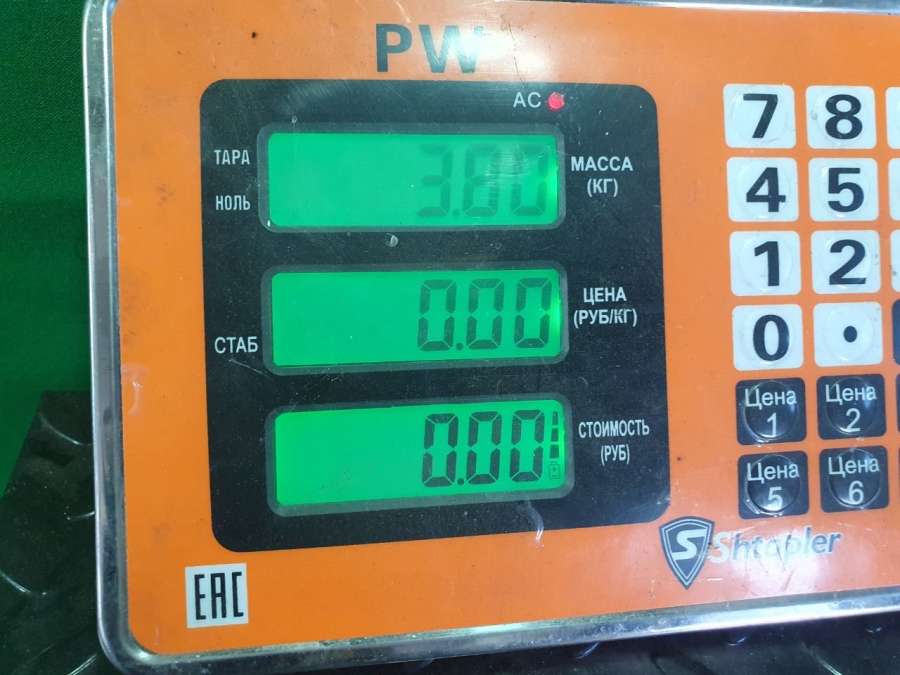 PW
AC
ТАРА
НОЛЬ
3.80
МАССА
(КГ)
СТАБ
0.00
ЦЕНА
(РУБ/КГ)
0.00
СТОИМОСТЬ
(РУБ)
7 8
4 5
1 2
0 .
Цена
1
Цена
2
Цена
5
Цена
6
S Shtapler
EAC